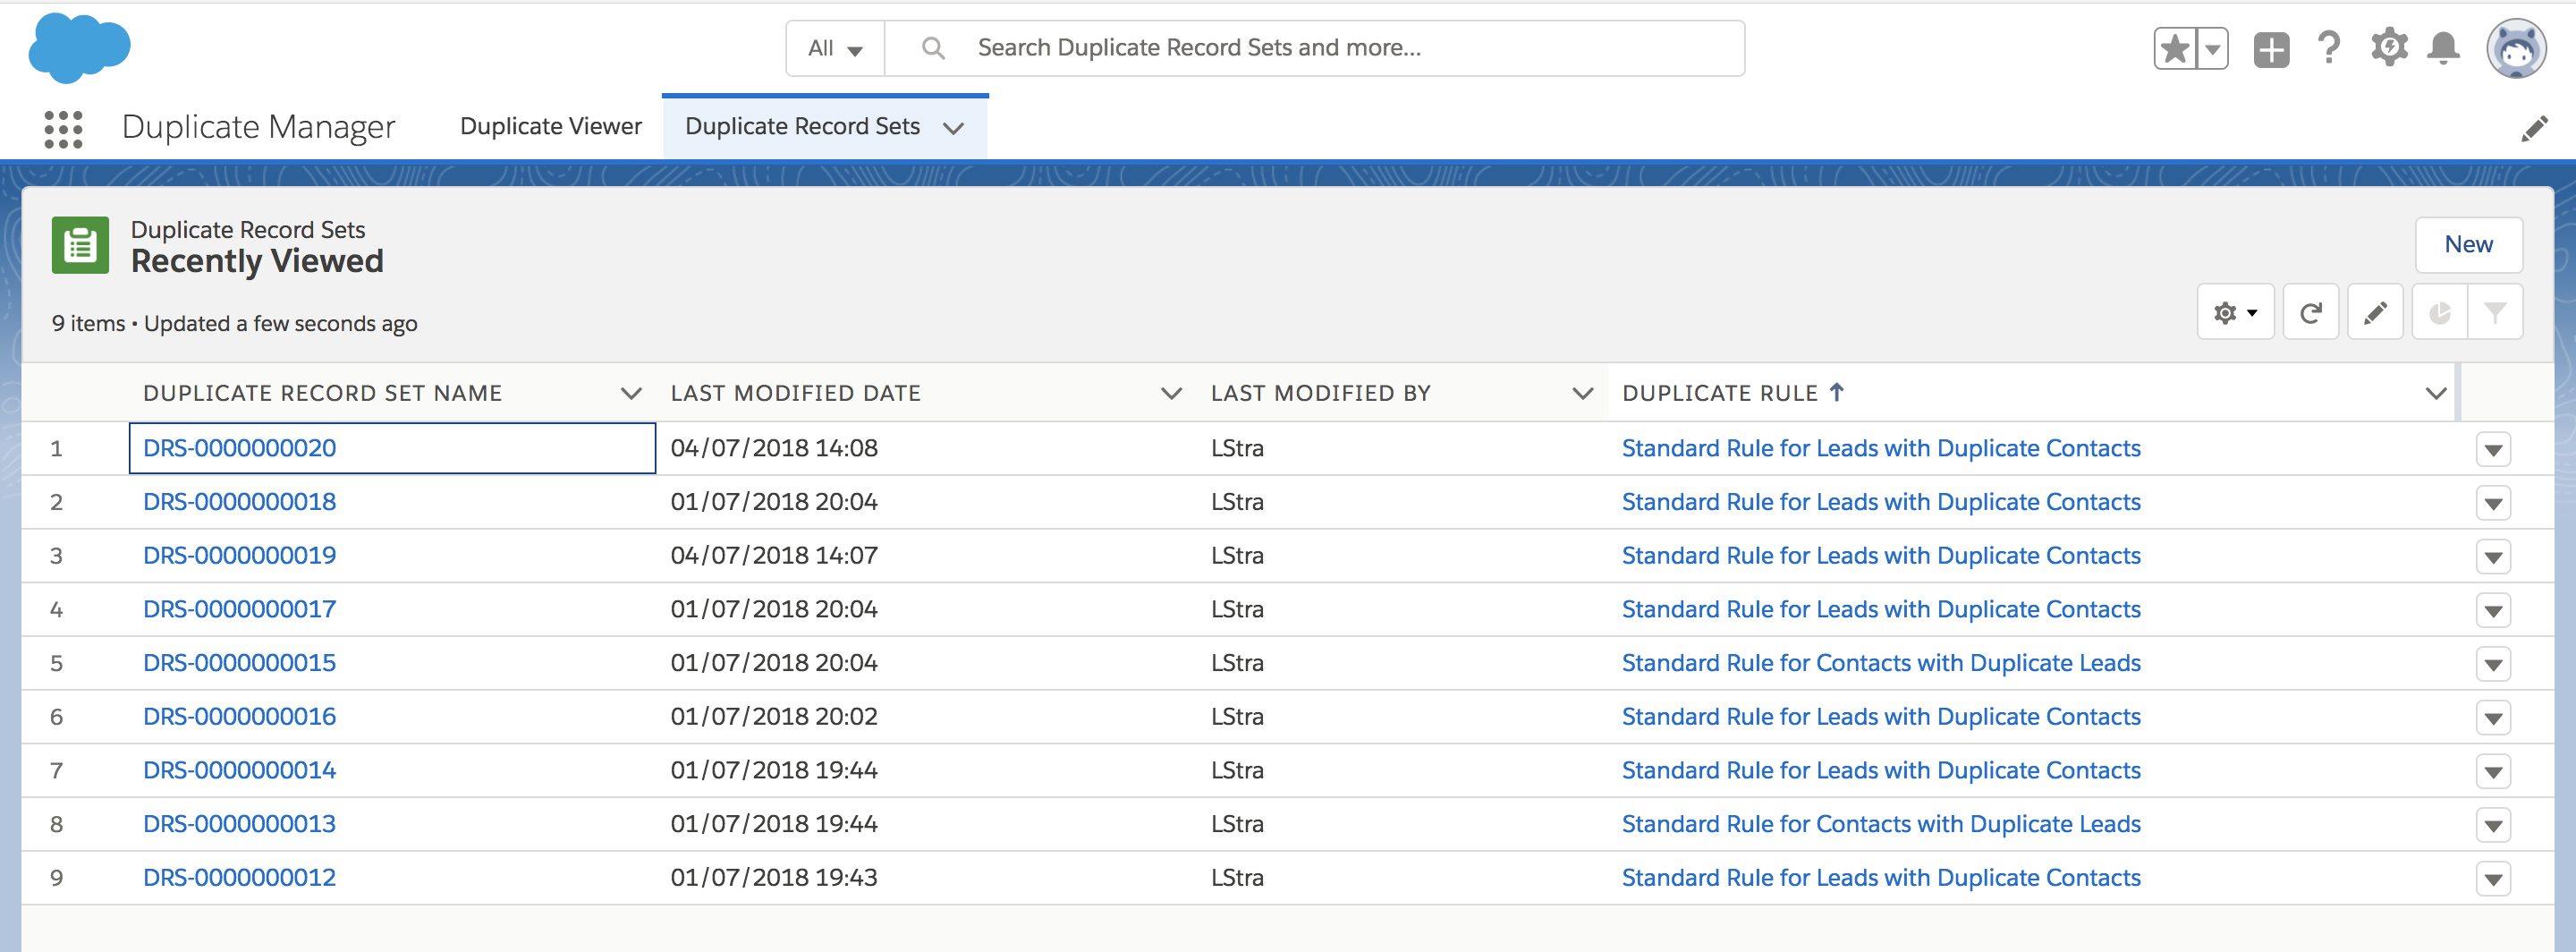 All Search Duplicate Record Sets and more...
Duplicate Manager Duplicate Viewer Duplicate Record Sets
Duplicate Record Sets
Recently Viewed
New
9 items • Updated a few seconds ago
DUPLICATE RECORD SET NAME LAST MODIFIED DATE LAST MODIFIED BY DUPLICATE RULE ↑
1 DRS-0000000020 04/07/2018 14:08 LStra Standard Rule for Leads with Duplicate Contacts
2 DRS-0000000018 01/07/2018 20:04 LStra Standard Rule for Leads with Duplicate Contacts
3 DRS-0000000019 04/07/2018 14:07 LStra Standard Rule for Leads with Duplicate Contacts
4 DRS-0000000017 01/07/2018 20:04 LStra Standard Rule for Leads with Duplicate Contacts
5 DRS-0000000015 01/07/2018 20:04 LStra Standard Rule for Contacts with Duplicate Leads
6 DRS-0000000016 01/07/2018 20:02 LStra Standard Rule for Leads with Duplicate Contacts
7 DRS-0000000014 01/07/2018 19:44 LStra Standard Rule for Leads with Duplicate Contacts
8 DRS-0000000013 01/07/2018 19:44 LStra Standard Rule for Contacts with Duplicate Leads
9 DRS-0000000012 01/07/2018 19:43 LStra Standard Rule for Leads with Duplicate Contacts